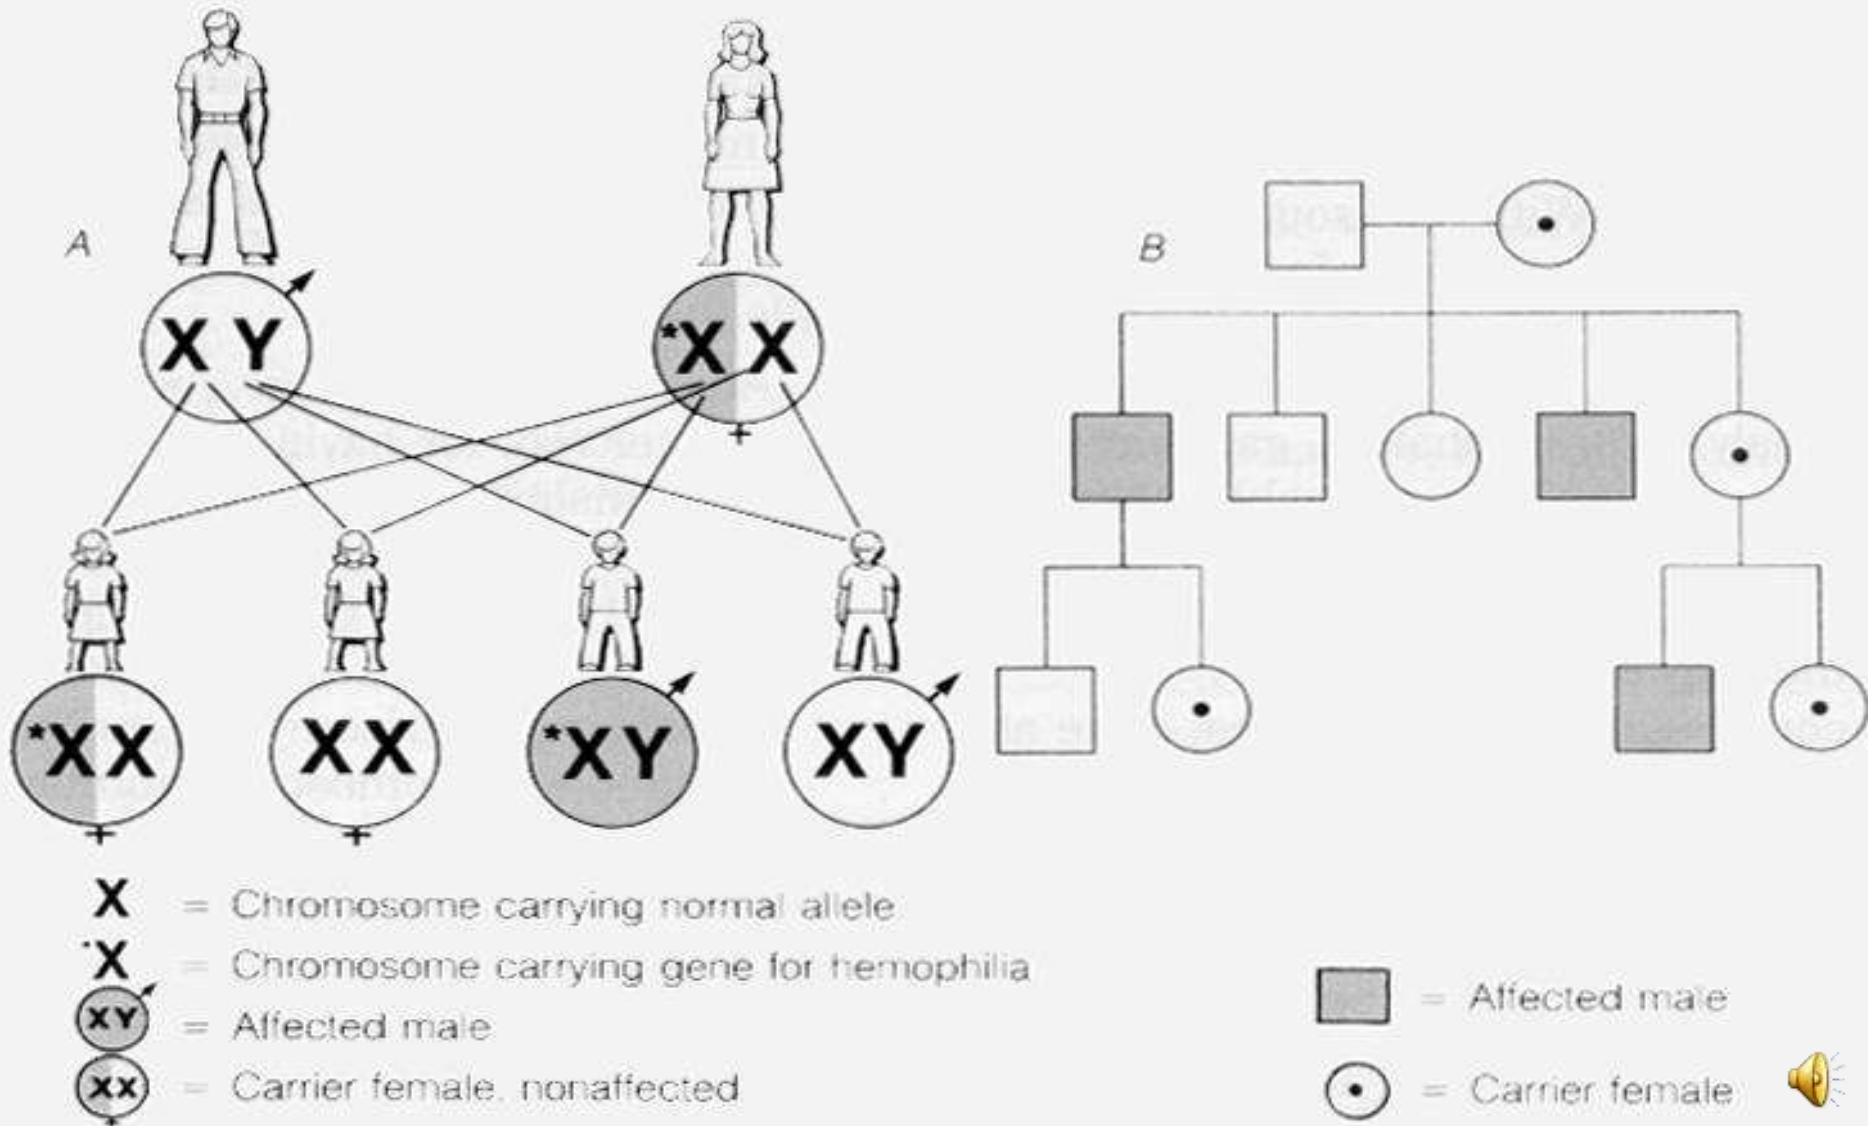 A
B
X Y
*X X
*X X
X X
*X Y
X Y
X = Chromosome carrying normal allele
*X = Chromosome carrying gene for hemophilia
XY = Affected male
XX = Carrier female, nonaffected
= Affected male
= Carrier female